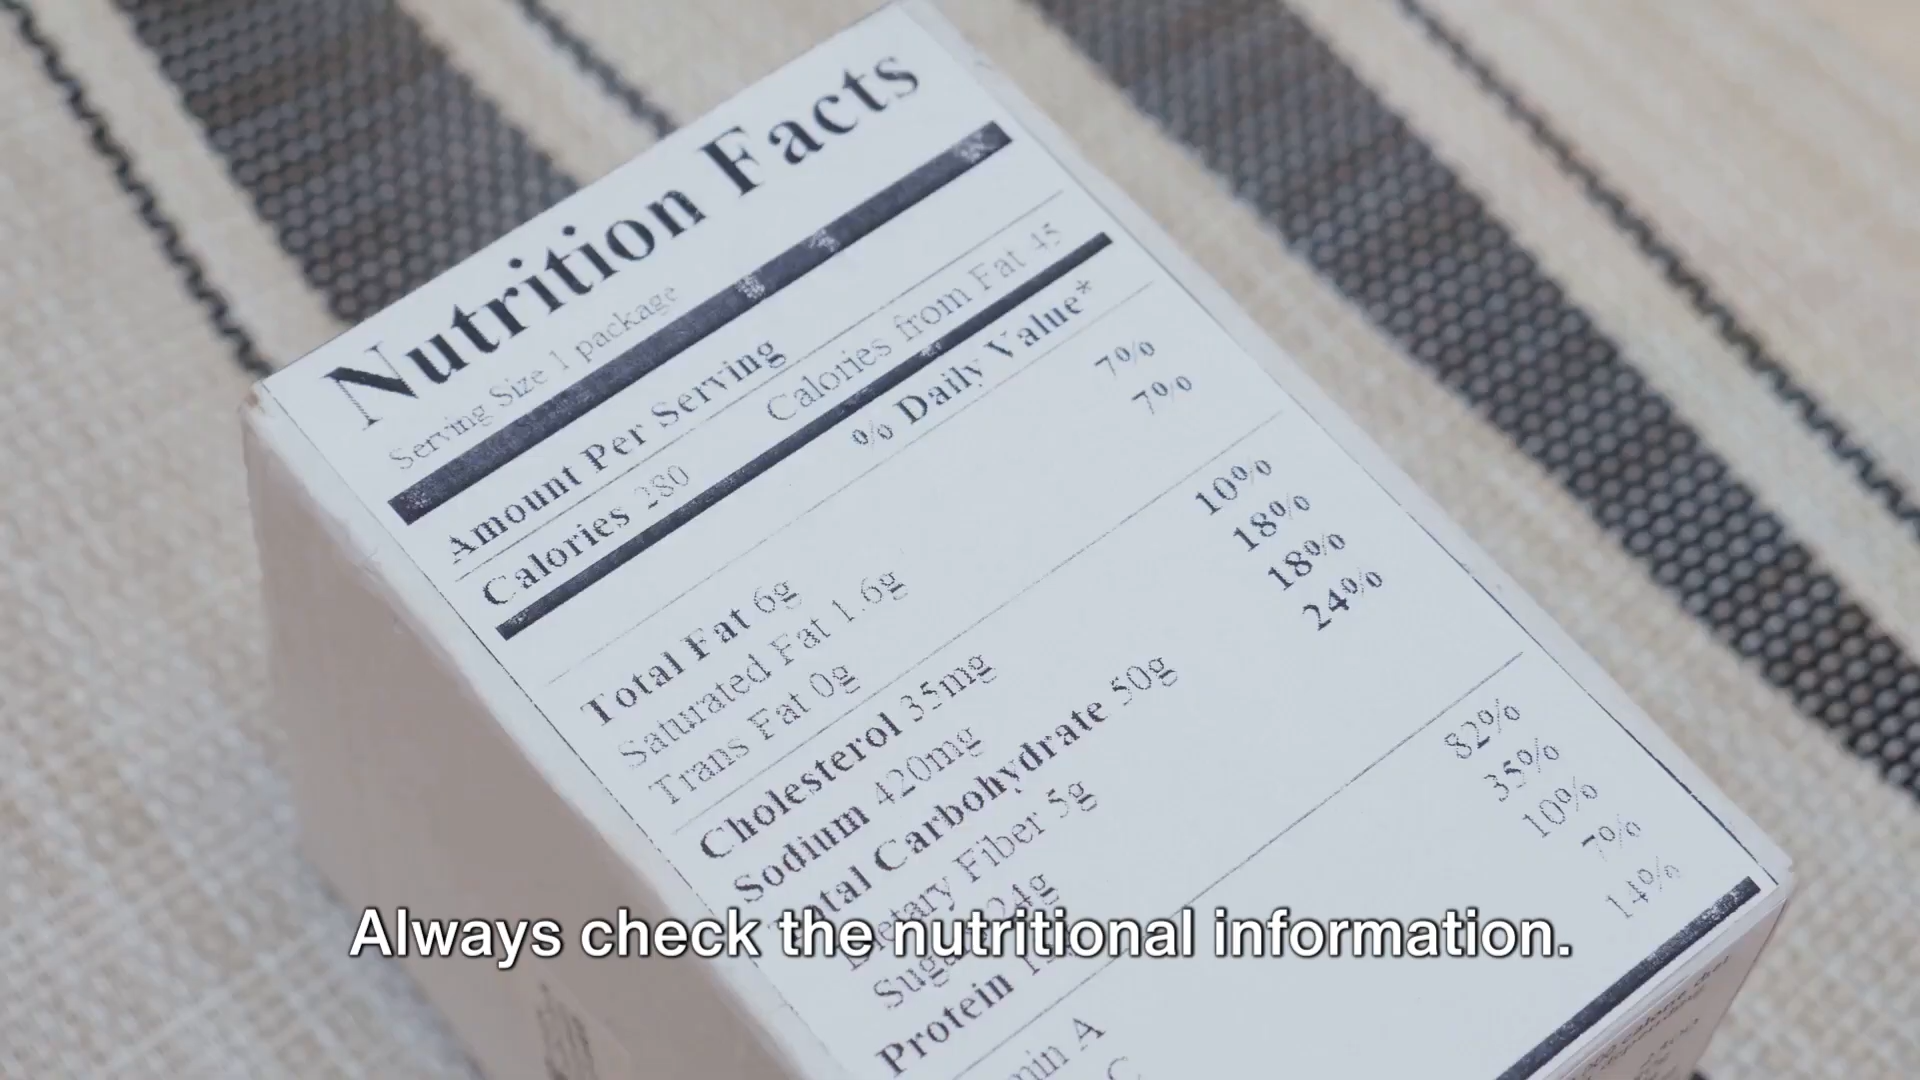 Nutrition Facts
Serving Size 1 package
Amount Per Serving
Calories 280 Calories from Fat 45
% Daily Value*
Total Fat 6g 7%
Saturated Fat 1.6g 7%
Trans Fat 0g
Cholesterol 35mg 10%
Sodium 420mg 18%
Carbohydrate 50g 18%
Dietary Fiber 5g 24%
24g
Protein
82%
A 35%
C 10%
7%
14%
Always check the nutritional information.